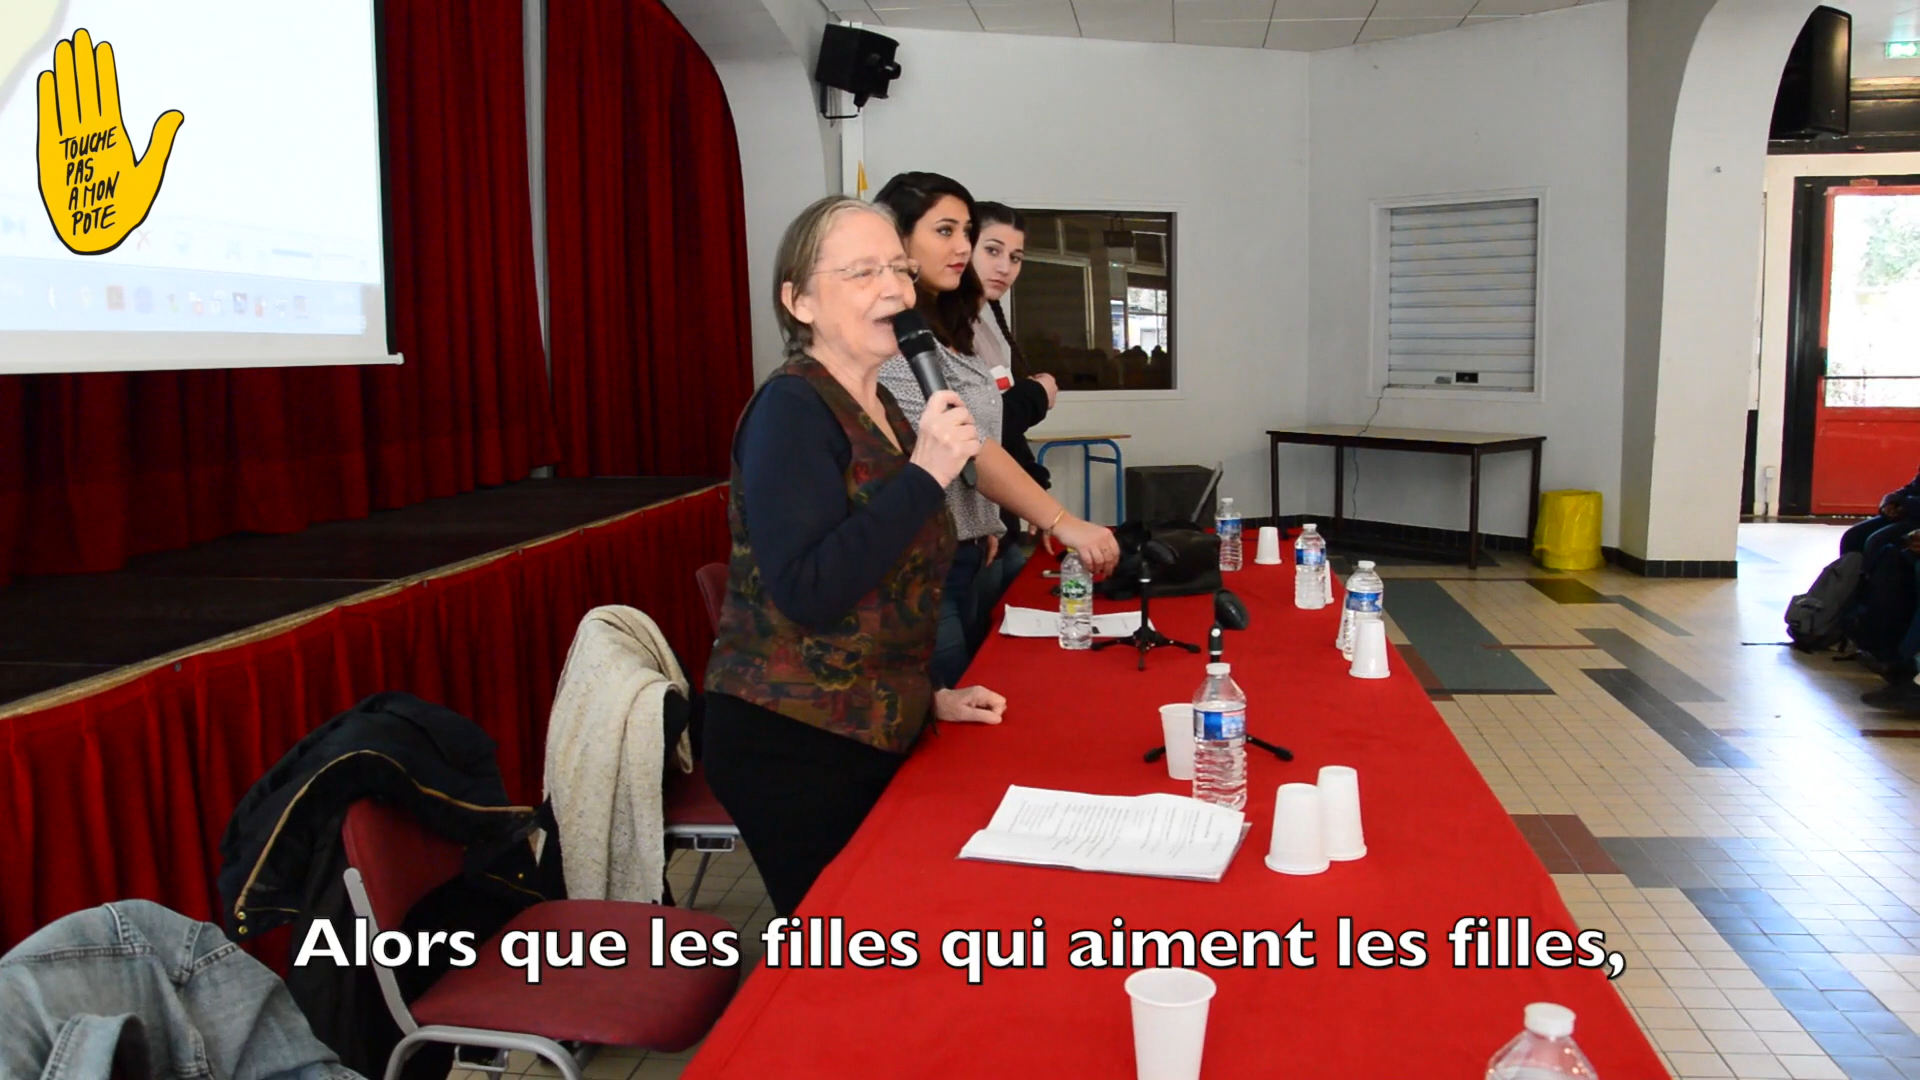 TOUCHE
PAS
A MON
POTE
Alors que les filles qui aiment les filles,